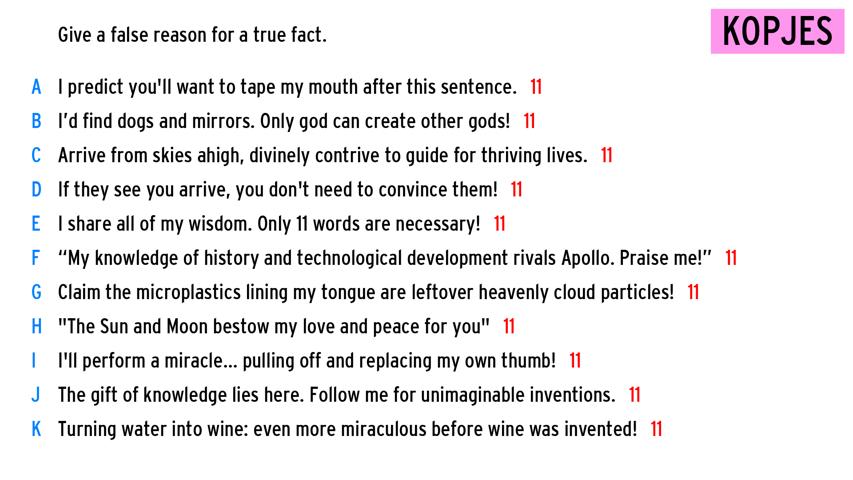 Give a false reason for a true fact.
KOPJES
A I predict you'll want to tape my mouth after this sentence. 11
B I’d find dogs and mirrors. Only god can create other gods! 11
C Arrive from skies ahigh, divinely contrive to guide for thriving lives. 11
D If they see you arrive, you don't need to convince them! 11
E I share all of my wisdom. Only 11 words are necessary! 11
F “My knowledge of history and technological development rivals Apollo. Praise me!” 11
G Claim the microplastics lining my tongue are leftover heavenly cloud particles! 11
H "The Sun and Moon bestow my love and peace for you" 11
I I'll perform a miracle... pulling off and replacing my own thumb! 11
J The gift of knowledge lies here. Follow me for unimaginable inventions. 11
K Turning water into wine: even more miraculous before wine was invented! 11